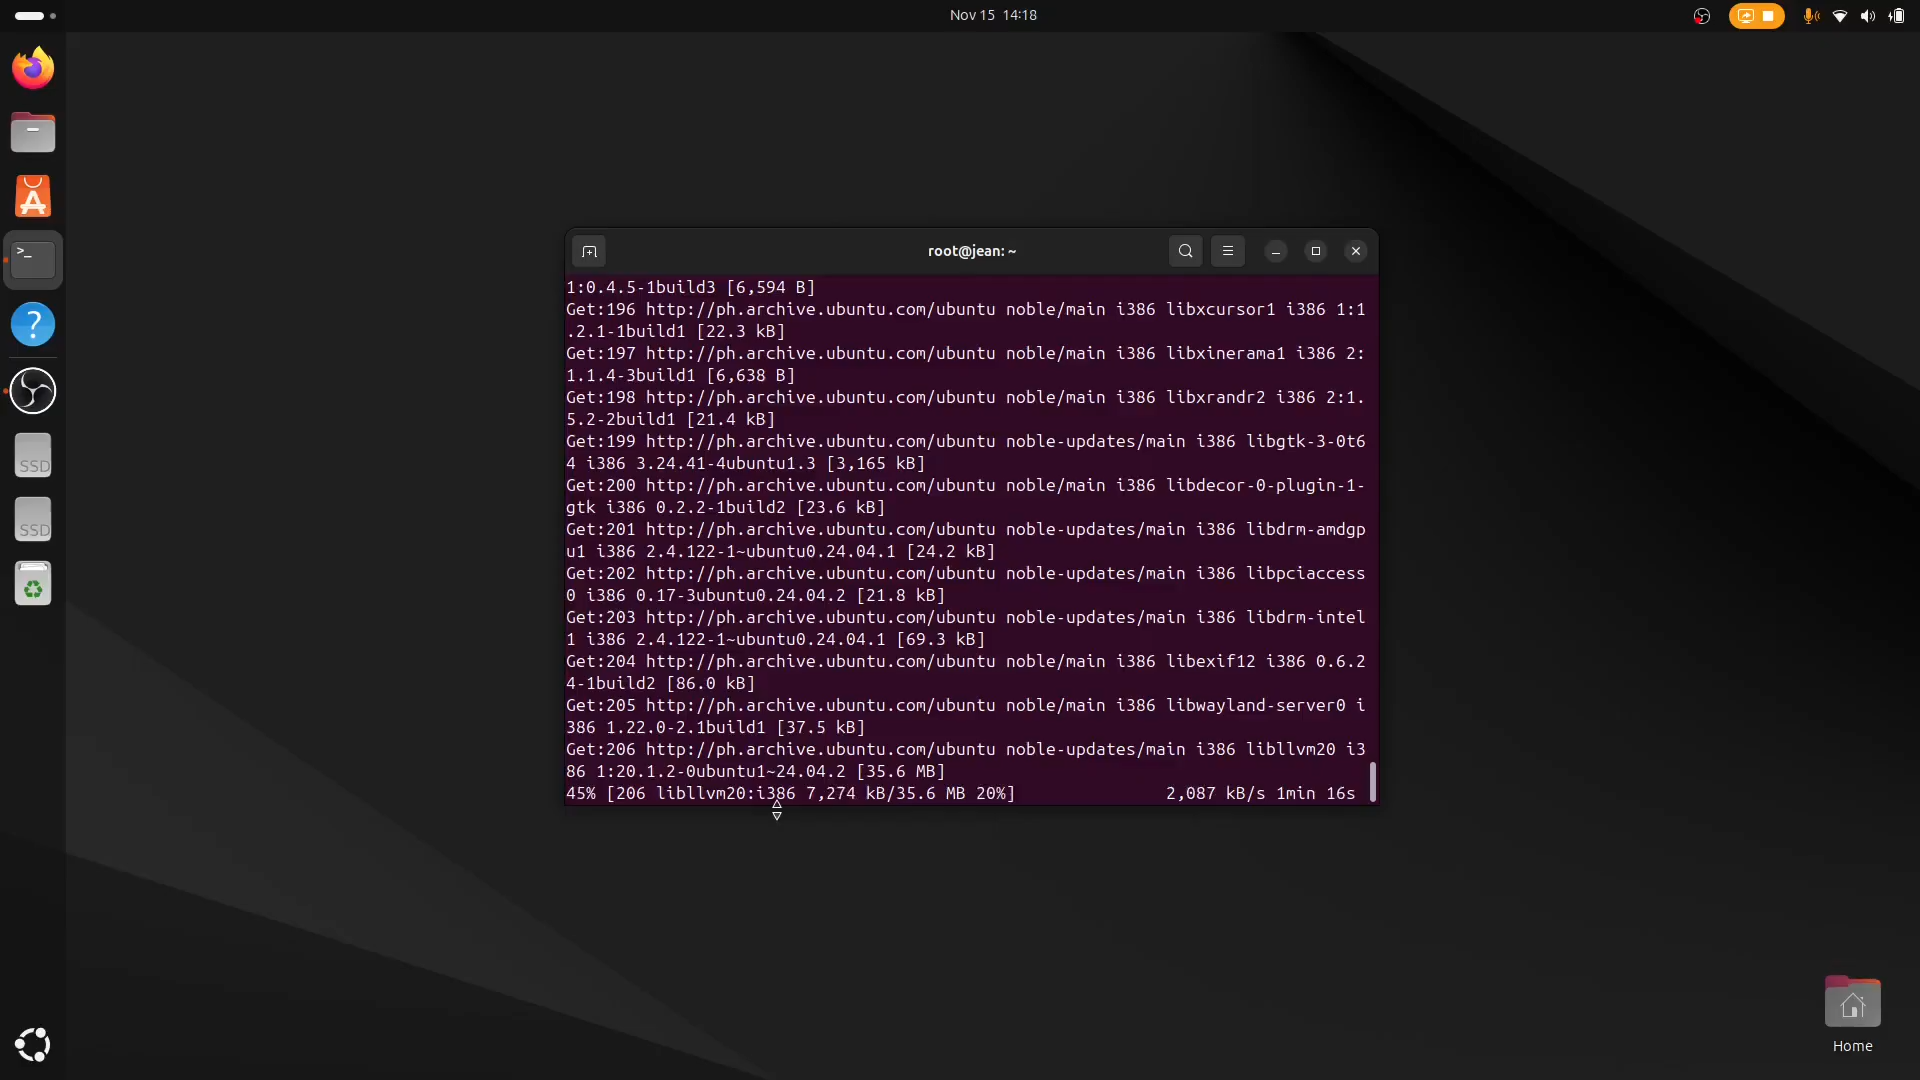 Nov 15 14:18
root@jean: ~
1:0.4.5-1build3 [6,594 B]
Get:196 http://ph.archive.ubuntu.com/ubuntu noble/main i386 libxcursor1 i386 1:1
.2.1-1build1 [22.3 kB]
Get:197 http://ph.archive.ubuntu.com/ubuntu noble/main i386 libxinerama1 i386 2:
1.1.4-3build1 [6,638 B]
Get:198 http://ph.archive.ubuntu.com/ubuntu noble/main i386 libxrandr2 i386 2:1.
5.2-2build1 [21.4 kB]
Get:199 http://ph.archive.ubuntu.com/ubuntu noble-updates/main i386 libgtk-3-0t6
4 i386 3.24.41-4ubuntu1.3 [3,165 kB]
Get:200 http://ph.archive.ubuntu.com/ubuntu noble/main i386 libdecor-0-plugin-1-
gtk i386 0.2.2-1build2 [23.6 kB]
Get:201 http://ph.archive.ubuntu.com/ubuntu noble-updates/main i386 libdrm-amdgp
u1 i386 2.4.122-1~ubuntu0.24.04.1 [24.2 kB]
Get:202 http://ph.archive.ubuntu.com/ubuntu noble-updates/main i386 libpciaccess
0 i386 0.17-3ubuntu0.24.04.2 [21.8 kB]
Get:203 http://ph.archive.ubuntu.com/ubuntu noble-updates/main i386 libdrm-intel
1 i386 2.4.122-1~ubuntu0.24.04.1 [69.3 kB]
Get:204 http://ph.archive.ubuntu.com/ubuntu noble/main i386 libexif12 i386 0.6.2
4-1build2 [86.0 kB]
Get:205 http://ph.archive.ubuntu.com/ubuntu noble/main i386 libwayland-server0 i
386 1.22.0-2.1build1 [37.5 kB]
Get:206 http://ph.archive.ubuntu.com/ubuntu noble-updates/main i386 libllvm20 i3
86 1:20.1.2-0ubuntu1~24.04.2 [35.6 MB]
45% [206 libllvm20:i386 7,274 kB/35.6 MB 20%] 2,087 kB/s 1min 16s
SSD
SSD
Home